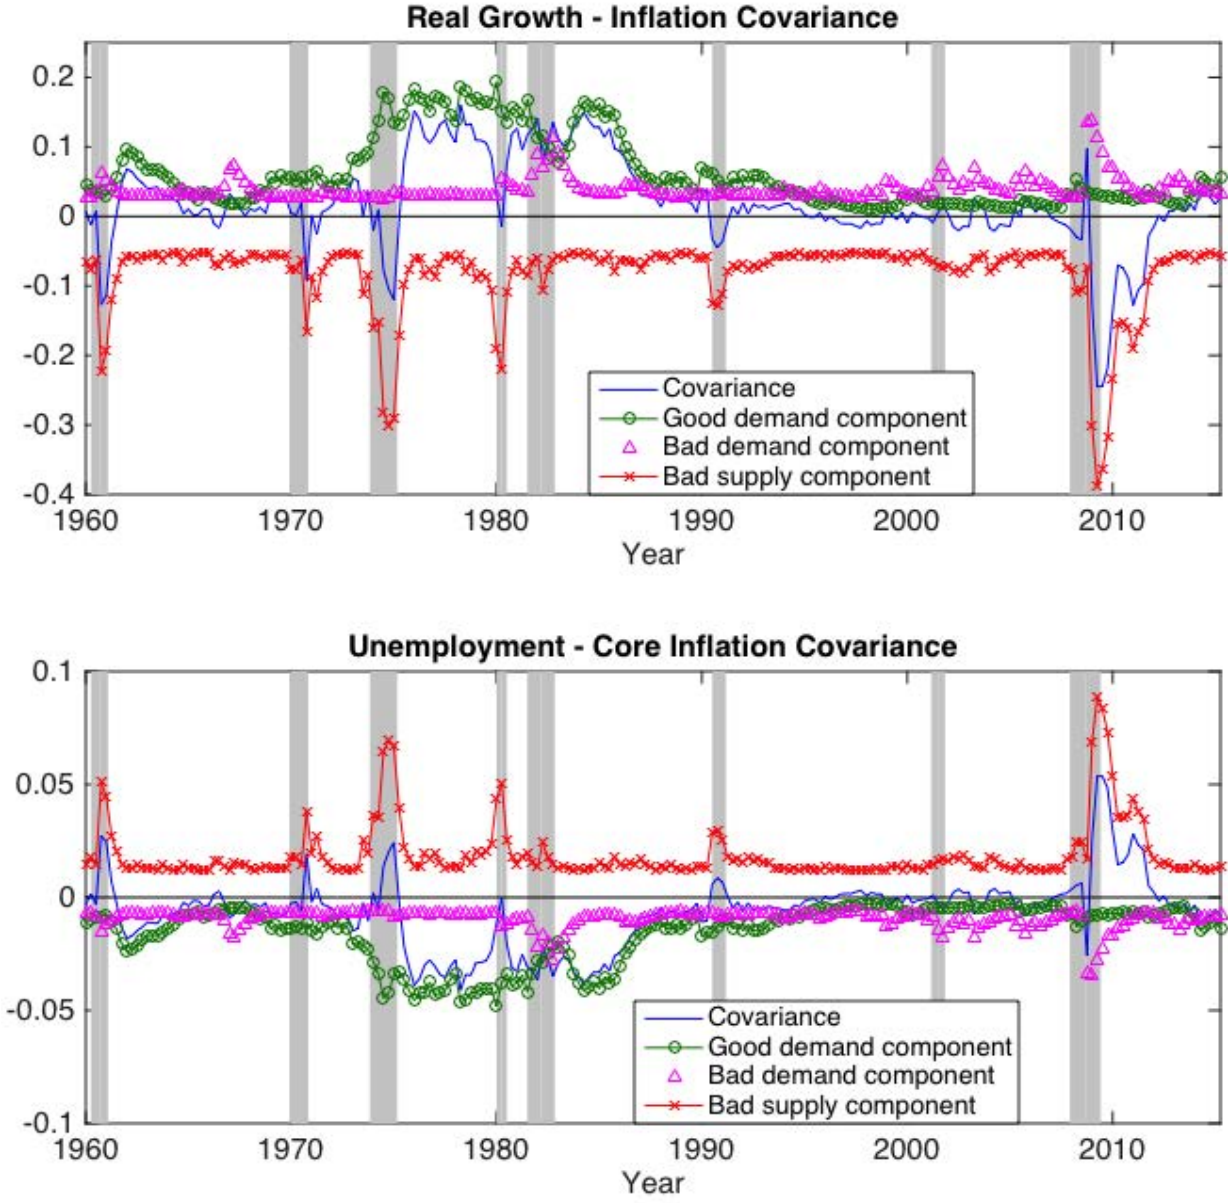 Real Growth - Inflation Covariance
0.2
0.1
0
-0.1
-0.2
-0.3
-0.4
Covariance
Good demand component
Bad demand component
Bad supply component
1960 1970 1980 1990 2000 2010
Year
Unemployment - Core Inflation Covariance
0.1
0.05
0
-0.05
-0.1
Covariance
Good demand component
Bad demand component
Bad supply component
1960 1970 1980 1990 2000 2010
Year